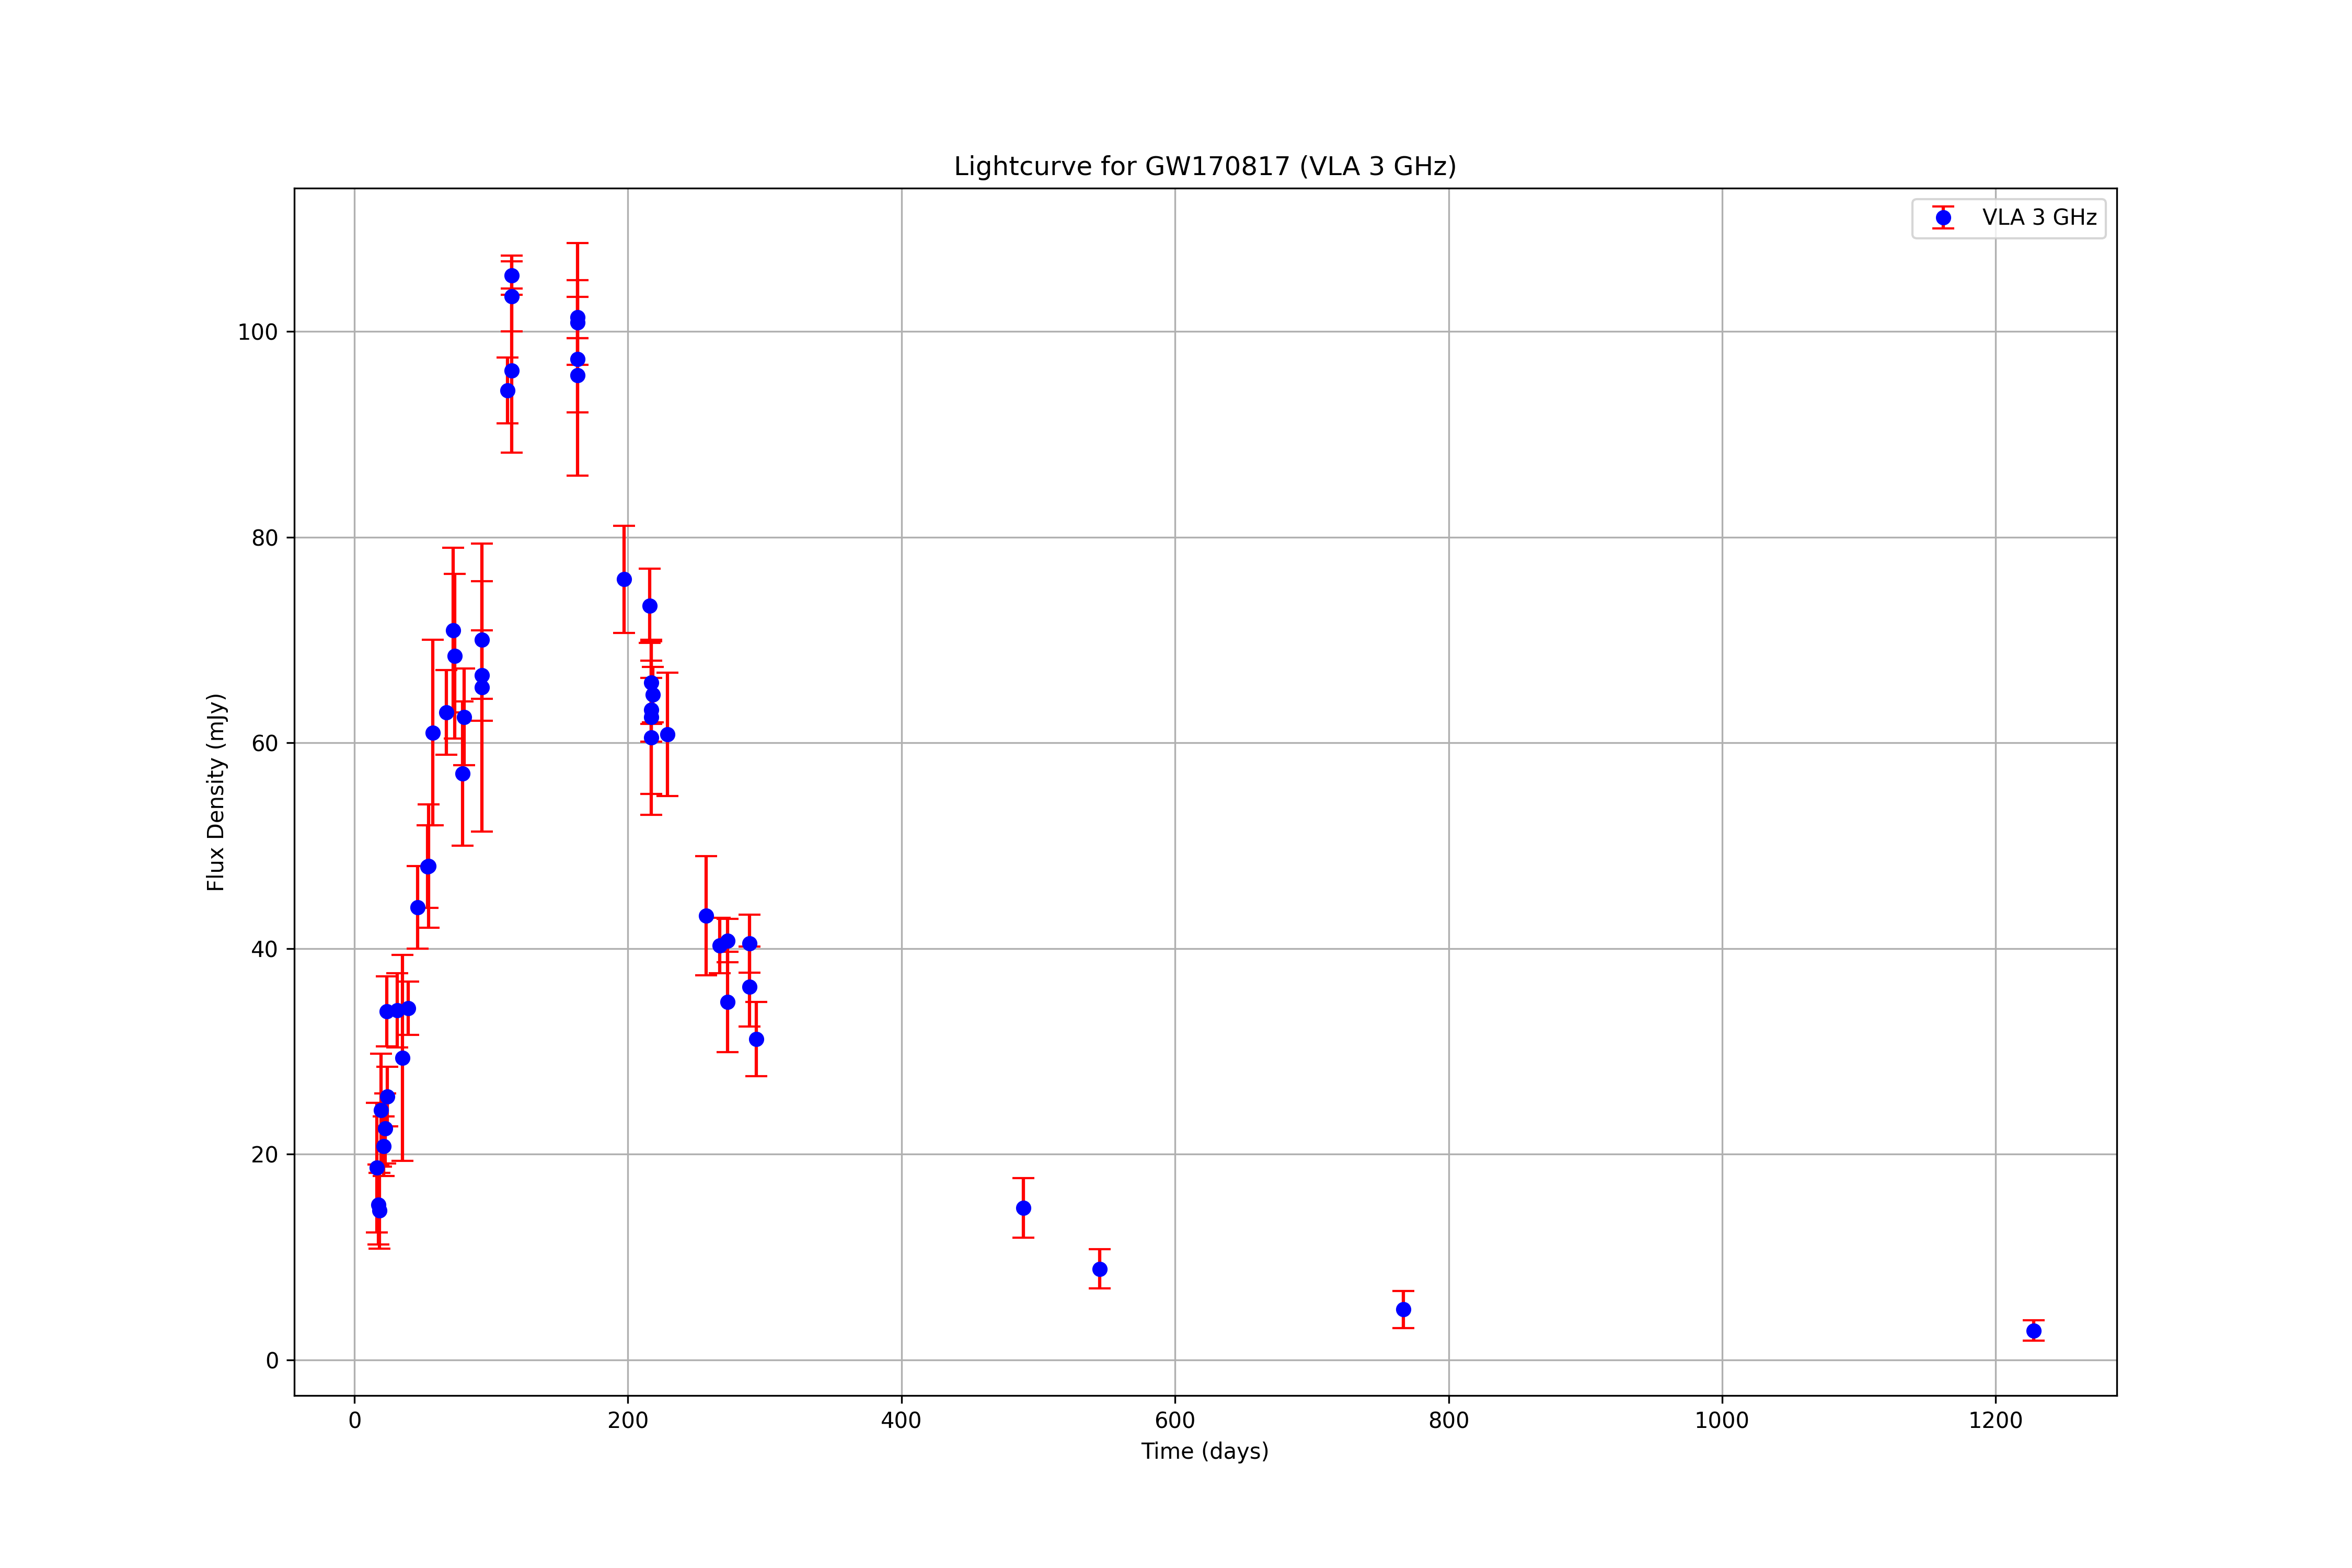 Lightcurve for GW170817 (VLA 3 GHz)
VLA 3 GHz
Flux Density (mJy)
100
80
60
40
20
0
0 200 400 600 800 1000 1200
Time (days)